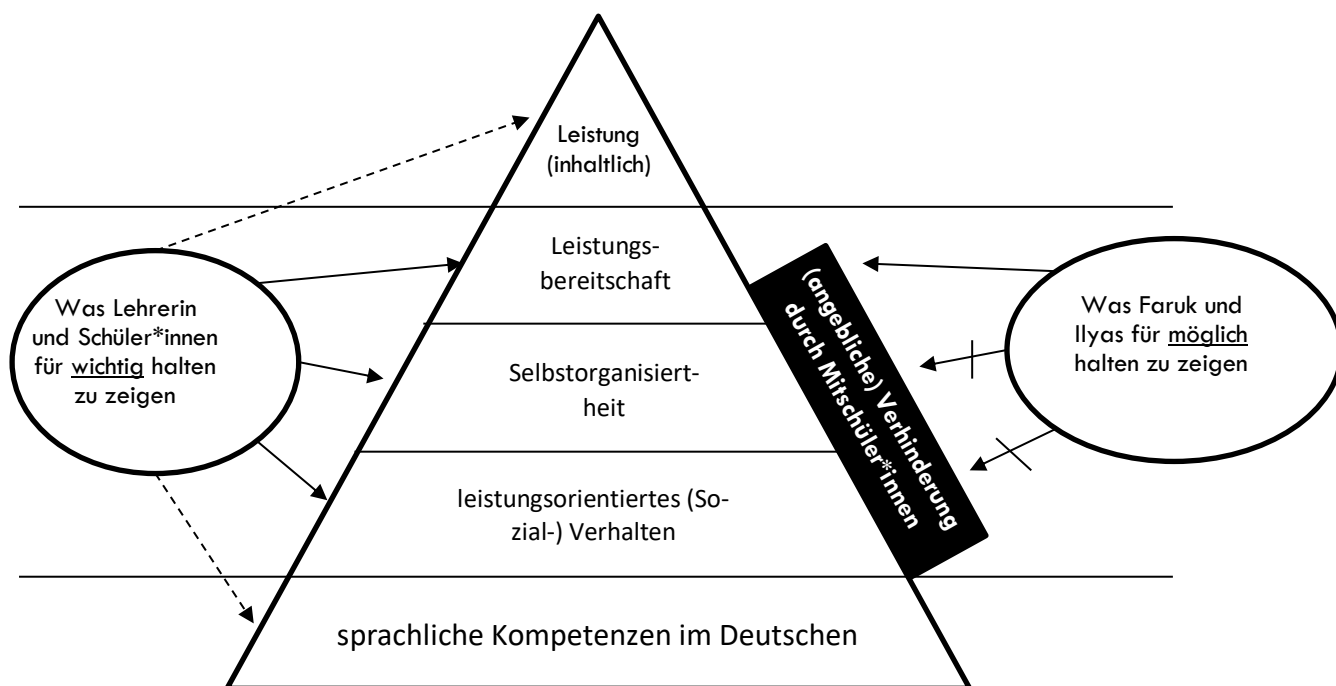 Leistung
(inhaltlich)
Leistungs-
bereitschaft
Was Lehrerin
und Schüler*innen
für wichtig halten
zu zeigen
(angebliche) Verhinderung
durch Mitschüler*innen
Was Faruk und
Ilyas für möglich
halten zu zeigen
Selbstorganisiert-
heit
leistungsorientiertes (So-
zial-) Verhalten
sprachliche Kompetenzen im Deutschen